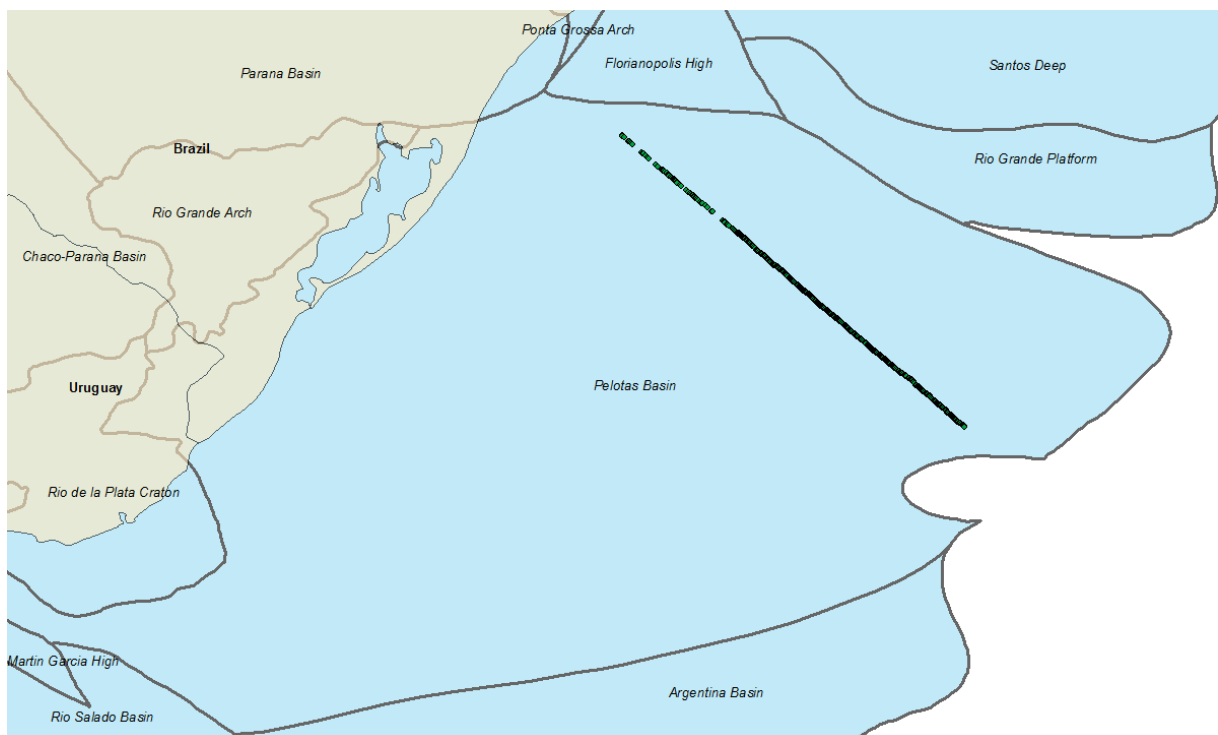 Ponta Grossa Arch
Florianopolis High
Santos Deep
Parana Basin
Brazil
Rio Grande Platform
Rio Grande Arch
Chaco-Parana Basin
Pelotas Basin
Uruguay
Rio de la Plata Craton
Martin Garcia High
Argentina Basin
Rio Salado Basin